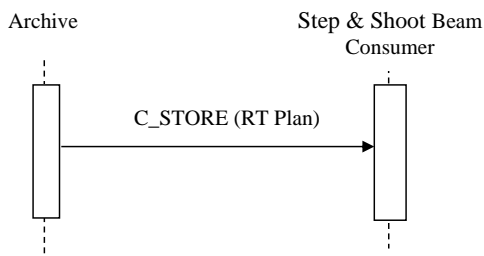 Archive
Step & Shoot Beam
Consumer
C_STORE (RT Plan)